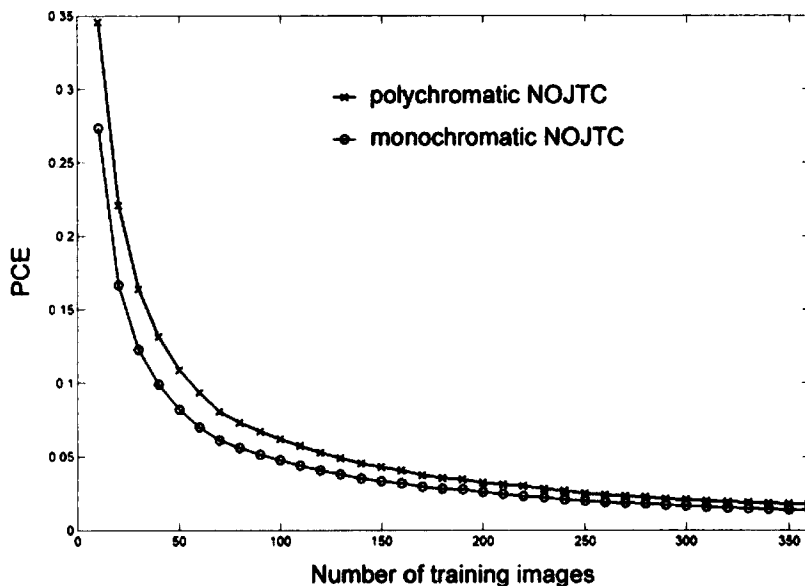 0.35
0.3
0.25
0.2
0.15
0.1
0.05
0
PCE
polychromatic NOJTC
monochromatic NOJTC
0 50 100 150 200 250 300 350
Number of training images